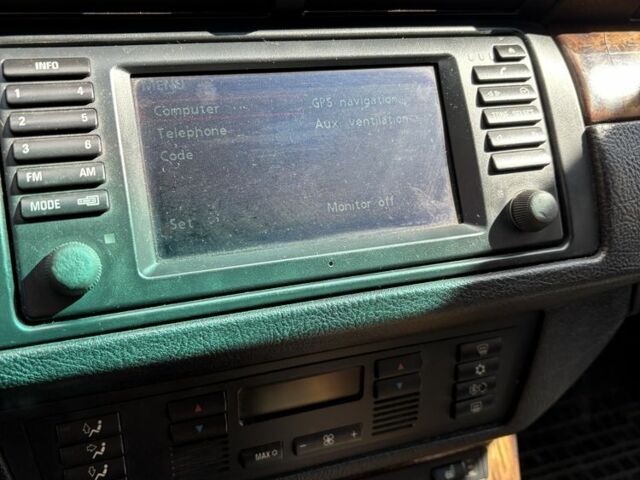 INFO
1 4
2 5
3 6
FM AM
MODE
MENU
Computer GPS navigation
Telephone Aux. ventilation
Code
Set Monitor off
MAX
- +